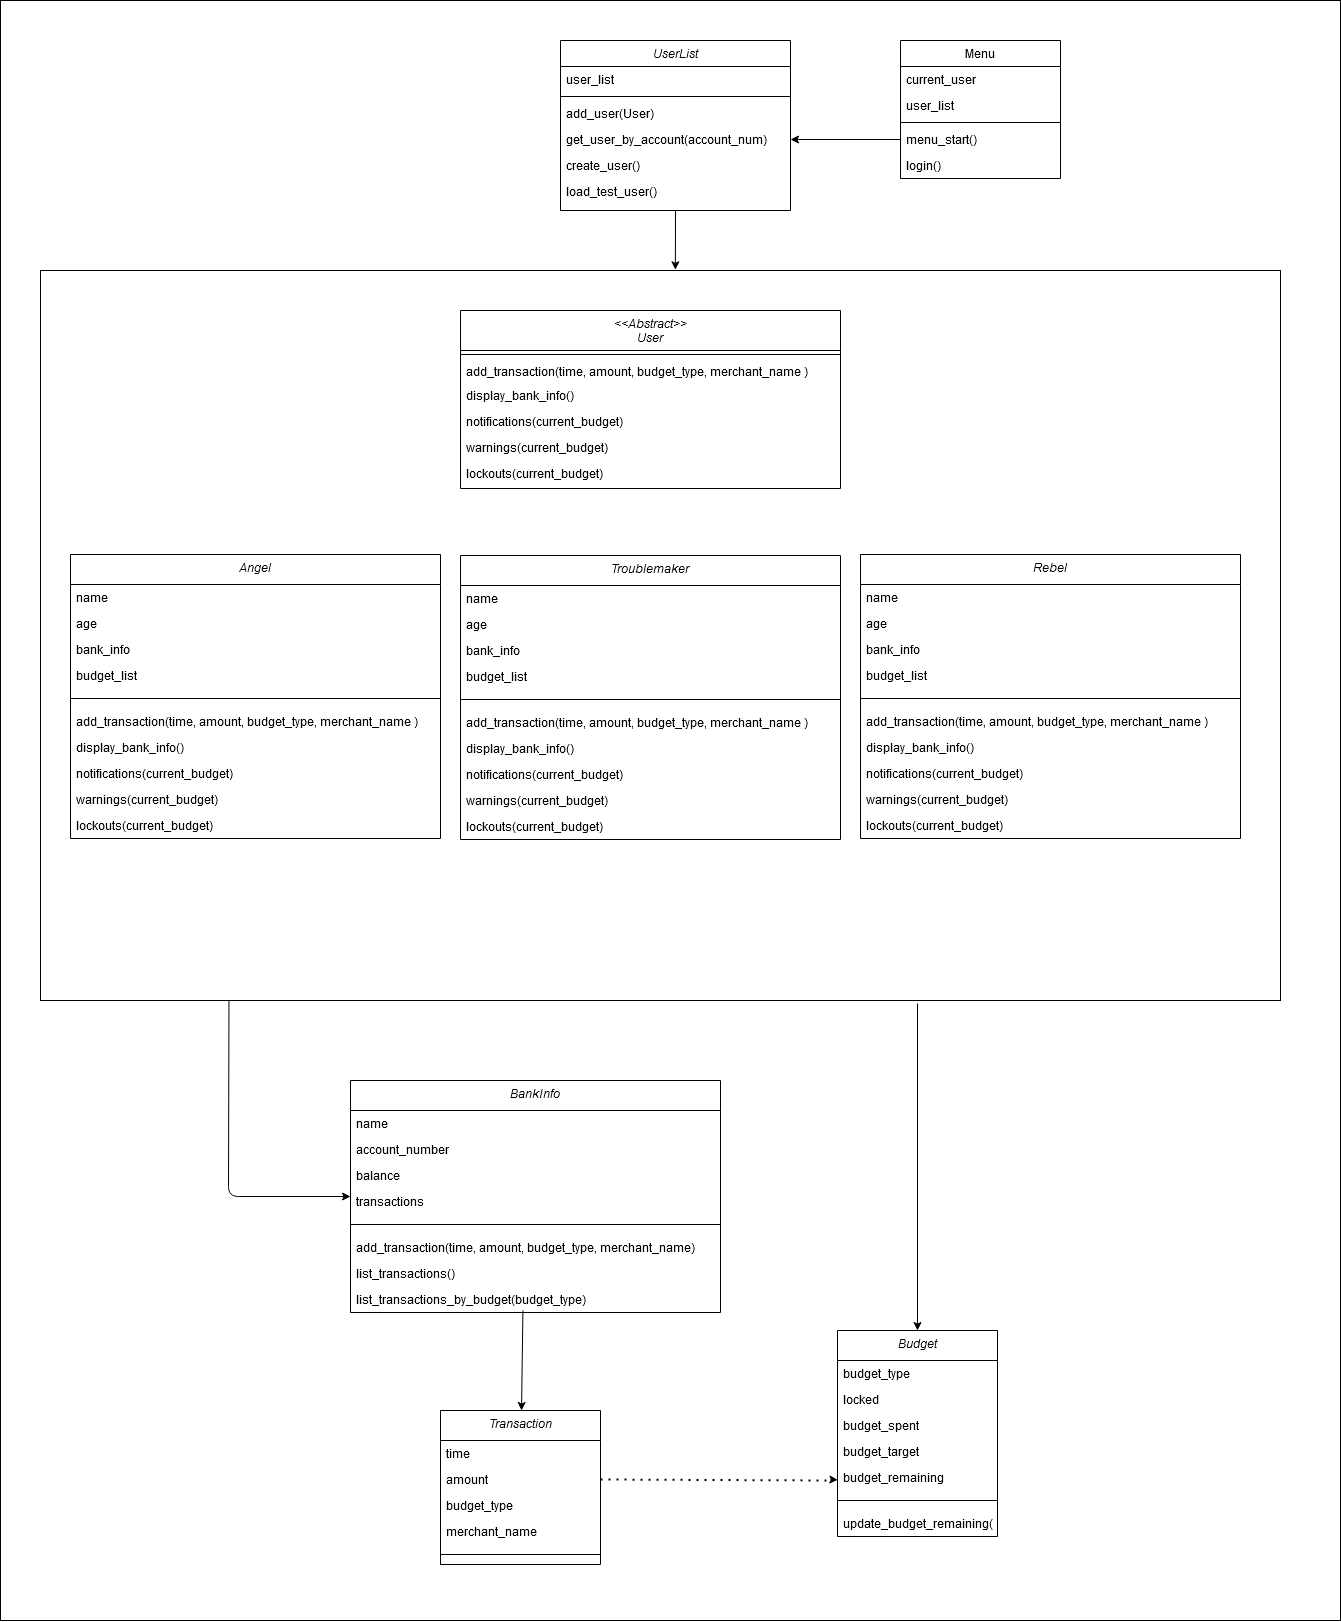 UserList
user_list
add_user(User)
get_user_by_account(account_num)
create_user()
load_test_user()
Menu
current_user
user_list
menu_start()
login()
<<Abstract>>
User
add_transaction(time, amount, budget_type, merchant_name )
display_bank_info()
notifications(current_budget)
warnings(current_budget)
lockouts(current_budget)
Angel
name
age
bank_info
budget_list
add_transaction(time, amount, budget_type, merchant_name )
display_bank_info()
notifications(current_budget)
warnings(current_budget)
lockouts(current_budget)
Troublemaker
name
age
bank_info
budget_list
add_transaction(time, amount, budget_type, merchant_name )
display_bank_info()
notifications(current_budget)
warnings(current_budget)
lockouts(current_budget)
Rebel
name
age
bank_info
budget_list
add_transaction(time, amount, budget_type, merchant_name )
display_bank_info()
notifications(current_budget)
warnings(current_budget)
lockouts(current_budget)
BankInfo
name
account_number
balance
transactions
add_transaction(time, amount, budget_type, merchant_name)
list_transactions()
list_transactions_by_budget(budget_type)
Transaction
time
amount
budget_type
merchant_name
Budget
budget_type
locked
budget_spent
budget_target
budget_remaining
update_budget_remaining(